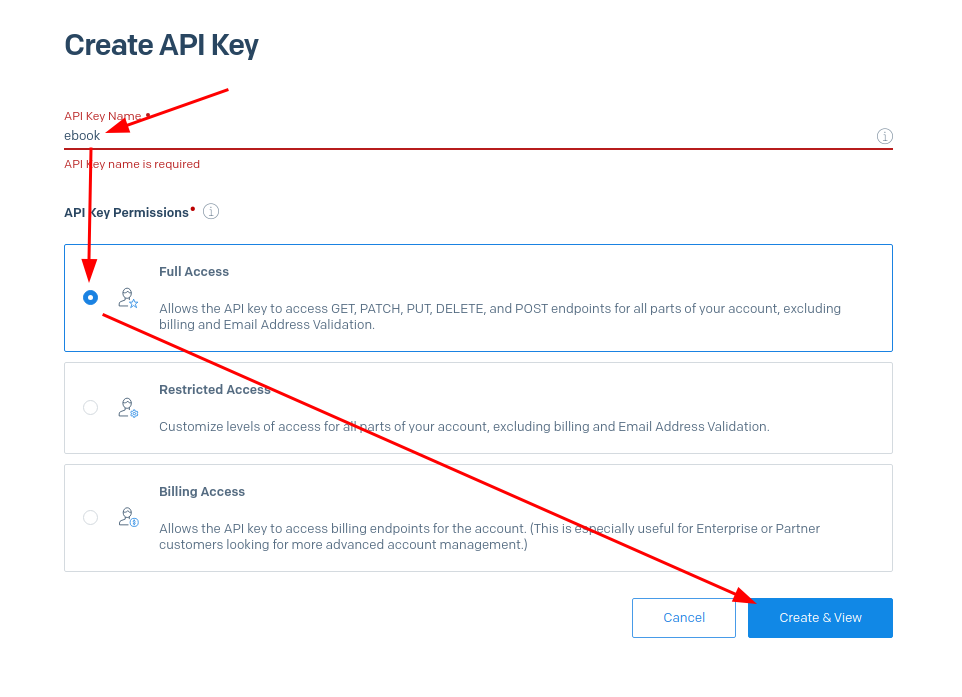 Create API Key
API Key Name •
ebook
API Key name is required
API Key Permissions •
Full Access
Allows the API key to access GET, PATCH, PUT, DELETE, and POST endpoints for all parts of your account, excluding
billing and Email Address Validation.
Restricted Access
Customize levels of access for all parts of your account, excluding billing and Email Address Validation.
Billing Access
Allows the API key to access billing endpoints for the account. (This is especially useful for Enterprise or Partner
customers looking for more advanced account management.)
Cancel
Create & View